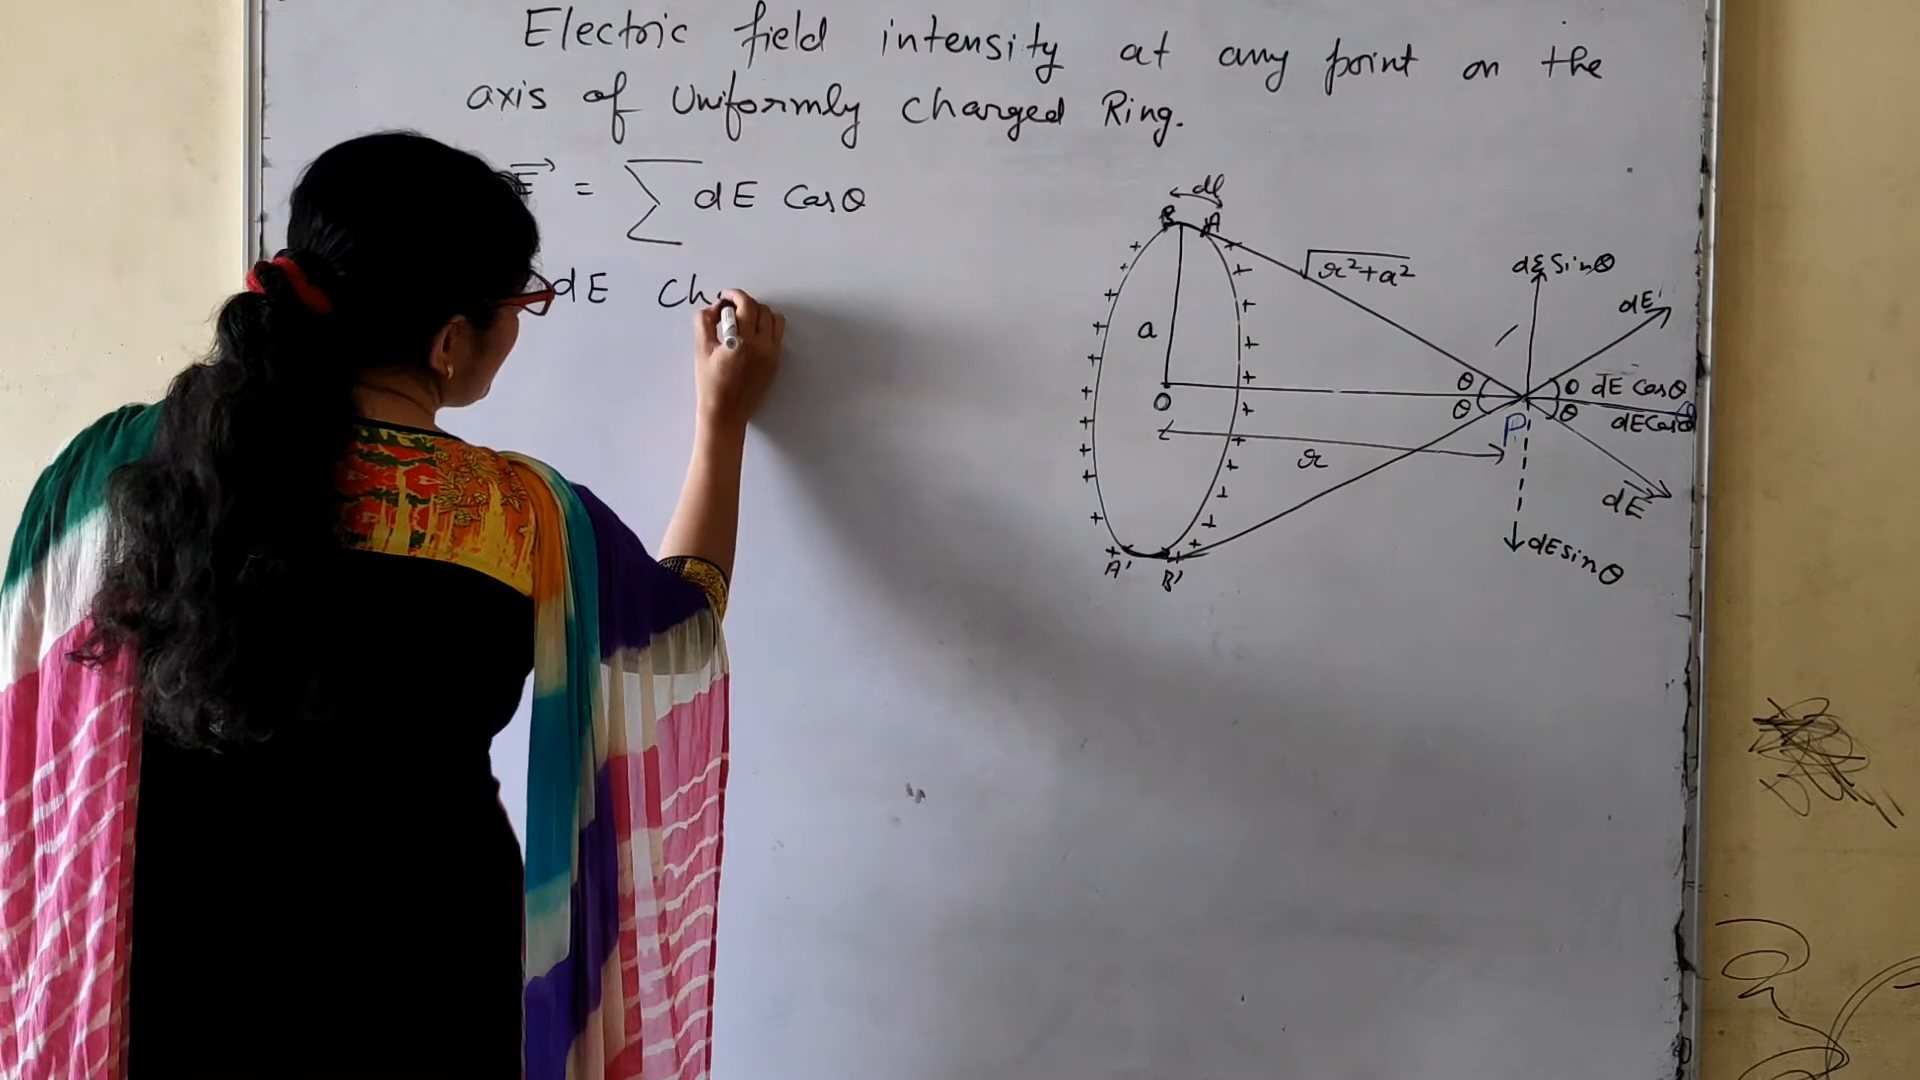 Electric field intensity at any point on the
axis of Uniformly Charged Ring.
E = ∑ dE Cosθ
dE Ch
dl
B A
√r²+a²
dE sinθ
dE
a
θ θ dE Cosθ
O θ θ dE Cosθ
P
r
dE
dE sinθ
A' B'